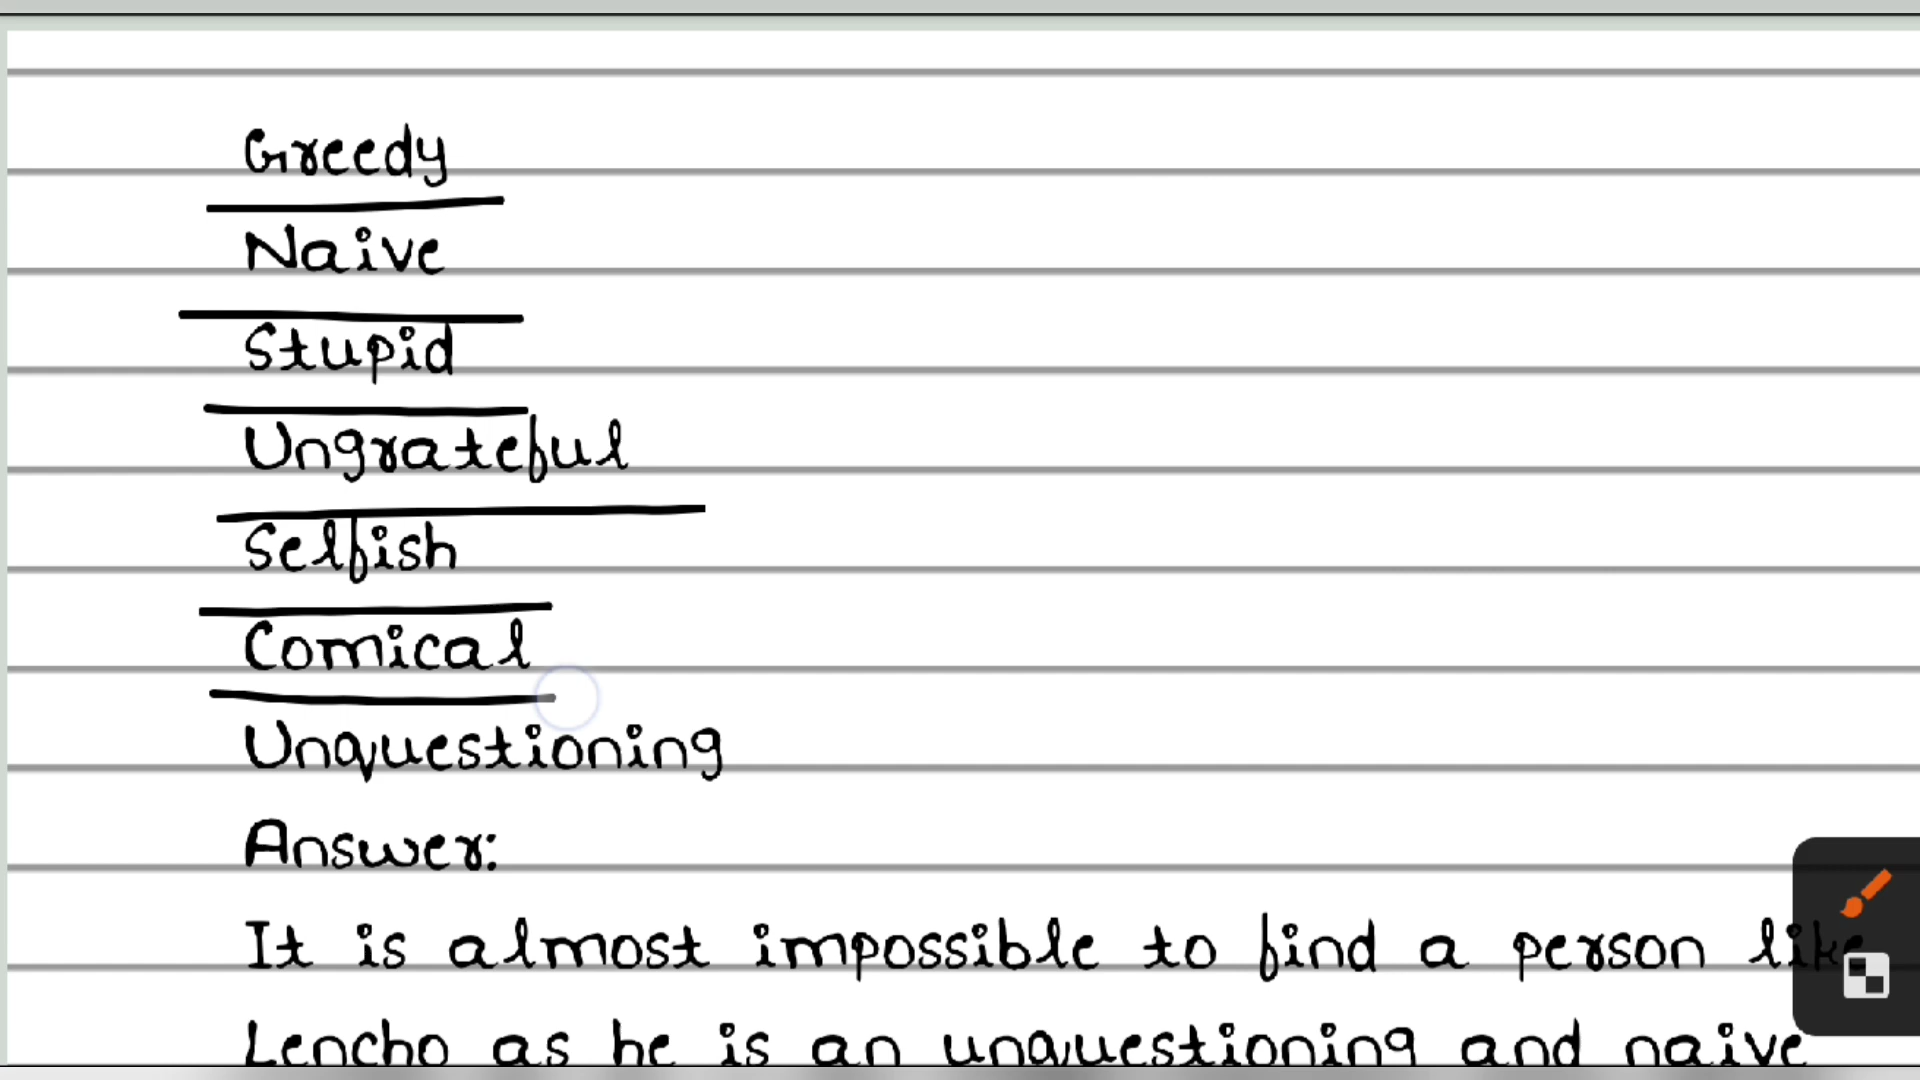 Greedy
Naive
Stupid
Ungrateful
Selfish
Comical
Unquestioning
Answer:
It is almost impossible to find a person like
Lencho as he is an unquestioning and naive